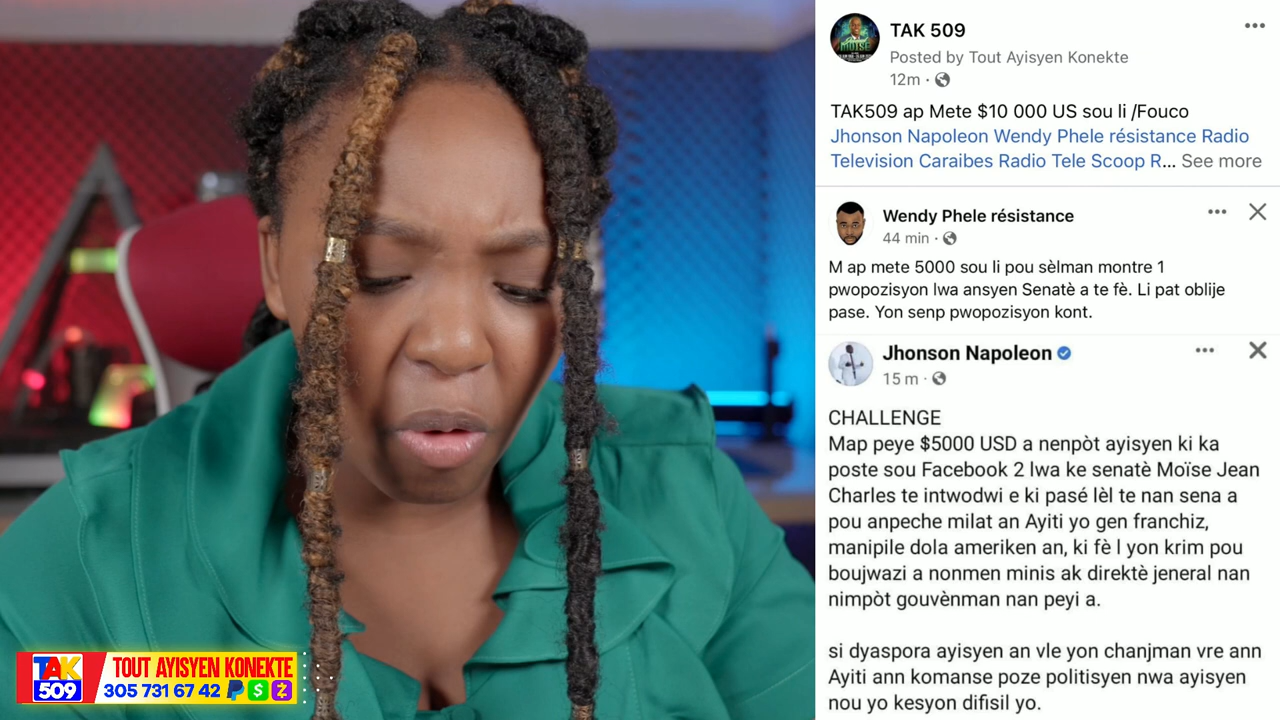 TAK 509
Posted by Tout Ayisyen Konekte
12m ·
TAK509 ap Mete $10 000 US sou li /Fouco
Jhonson Napoleon Wendy Phele résistance Radio
Television Caraibes Radio Tele Scoop R... See more
Wendy Phele résistance
44 min ·
M ap mete 5000 sou li pou sèlman montre 1
pwopozisyon lwa ansyen Senatè a te fè. Li pat oblije
pase. Yon senp pwopozisyon kont.
Jhonson Napoleon
15 m ·
CHALLENGE
Map peye $5000 USD a nenpòt ayisyen ki ka
poste sou Facebook 2 lwa ke senatè Moïse Jean
Charles te intwodwi e ki pasé lèl te nan sena a
pou anpeche milat an Ayiti yo gen franchiz,
manipile dola ameriken an, ki fè l yon krim pou
boujwazi a nonmen minis ak direktè jeneral nan
nimpòt gouvènman nan peyi a.
si dyaspora ayisyen an vle yon chanjman vre ann
Ayiti ann komanse poze politisyen nwa ayisyen
nou yo kesyon difisil yo.
TAK
509
TOUT AYISYEN KONEKTE
305 731 67 42
MOISE